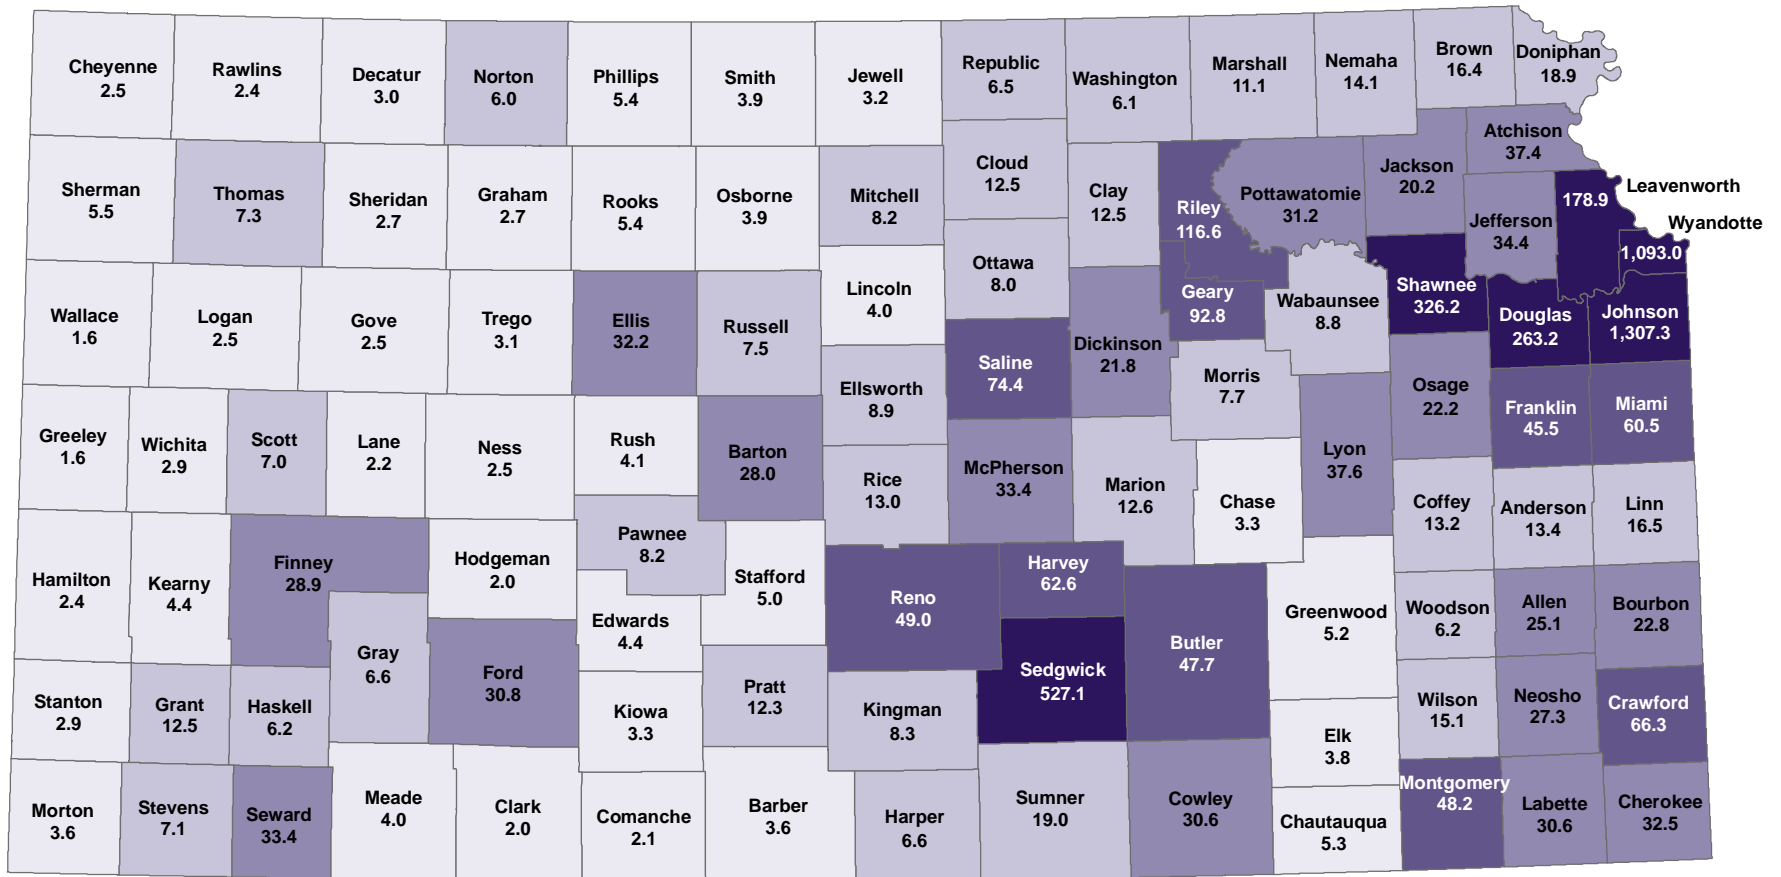 Cheyenne
2.5
Rawlins
2.4
Decatur
3.0
Norton
6.0
Phillips
5.4
Smith
3.9
Jewell
3.2
Republic
6.5
Washington
6.1
Marshall
11.1
Nemaha
14.1
Brown
16.4
Doniphan
18.9
Atchison
37.4
Sherman
5.5
Thomas
7.3
Sheridan
2.7
Graham
2.7
Rooks
5.4
Osborne
3.9
Mitchell
8.2
Cloud
12.5
Clay
12.5
Riley
116.6
Pottawatomie
31.2
Jackson
20.2
Jefferson
34.4
178.9
Leavenworth
Wyandotte
1,093.0
Wallace
1.6
Logan
2.5
Gove
2.5
Trego
3.1
Ellis
32.2
Russell
7.5
Lincoln
4.0
Ottawa
8.0
Saline
74.4
Dickinson
21.8
Geary
92.8
Wabaunsee
8.8
Shawnee
326.2
Douglas
263.2
Johnson
1,307.3
Greeley
1.6
Wichita
2.9
Scott
7.0
Lane
2.2
Ness
2.5
Rush
4.1
Barton
28.0
Ellsworth
8.9
Rice
13.0
McPherson
33.4
Marion
12.6
Morris
7.7
Chase
3.3
Lyon
37.6
Osage
22.2
Franklin
45.5
Miami
60.5
Coffey
13.2
Anderson
13.4
Linn
16.5
Hamilton
2.4
Kearny
4.4
Finney
28.9
Hodgeman
2.0
Pawnee
8.2
Stafford
5.0
Edwards
4.4
Reno
49.0
Harvey
62.6
Butler
47.7
Greenwood
5.2
Woodson
6.2
Allen
25.1
Bourbon
22.8
Gray
6.6
Ford
30.8
Stanton
2.9
Grant
12.5
Haskell
6.2
Kiowa
3.3
Pratt
12.3
Kingman
8.3
Sedgwick
527.1
Elk
3.8
Wilson
15.1
Neosho
27.3
Crawford
66.3
Morton
3.6
Stevens
7.1
Seward
33.4
Meade
4.0
Clark
2.0
Comanche
2.1
Barber
3.6
Harper
6.6
Sumner
19.0
Cowley
30.6
Chautauqua
5.3
Montgomery
48.2
Labette
30.6
Cherokee
32.5